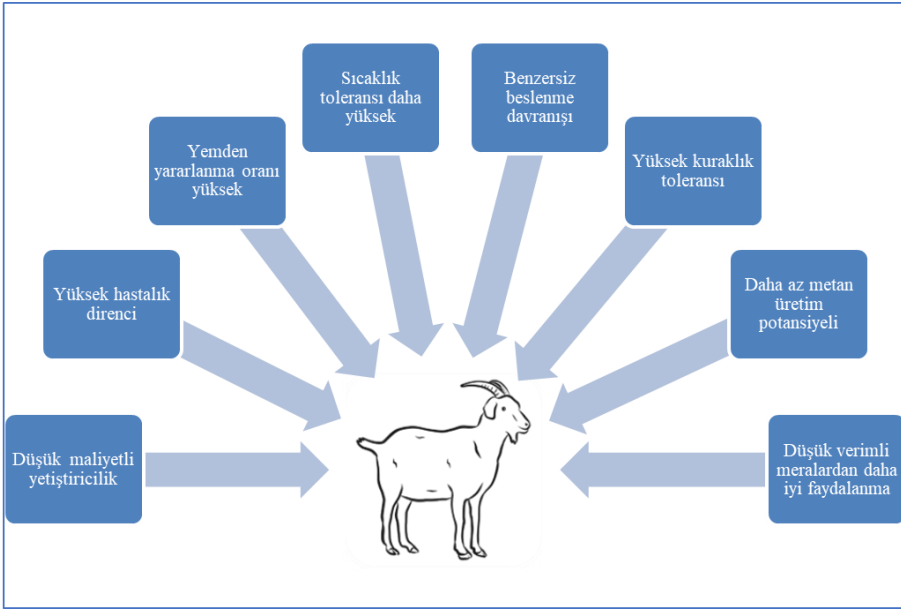 Sıcaklık
toleransı daha
yüksek
Benzersiz
beslenme
davranışı
Yemden
yararlanma oranı
yüksek
Yüksek kuraklık
toleransı
Yüksek hastalık
direnci
Daha az metan
üretim
potansiyeli
Düşük maliyetli
yetiştiricilik
Düşük verimli
meralardan daha
iyi faydalanma